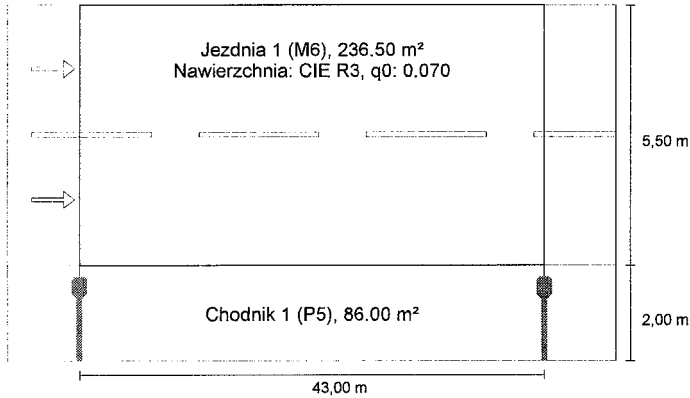 Jezdnia 1 (M6), 236.50 m²
Nawierzchnia: CIE R3, q0: 0.070
5,50 m
Chodnik 1 (P5), 86.00 m²
2,00 m
43,00 m